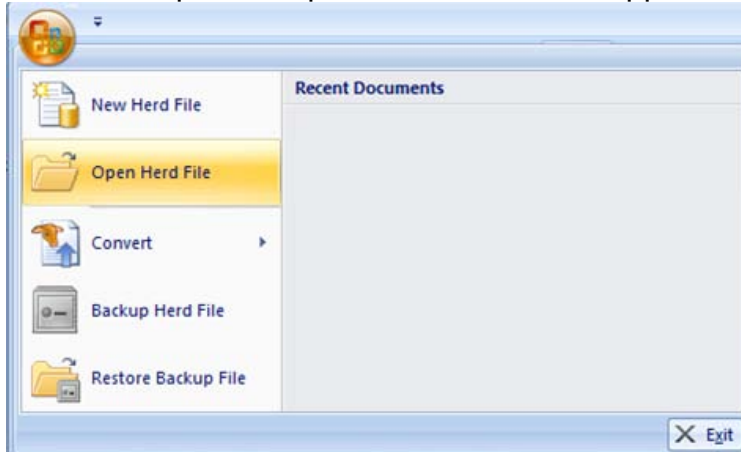 New Herd File
Recent Documents
Open Herd File
Convert
Backup Herd File
Restore Backup File
Exit